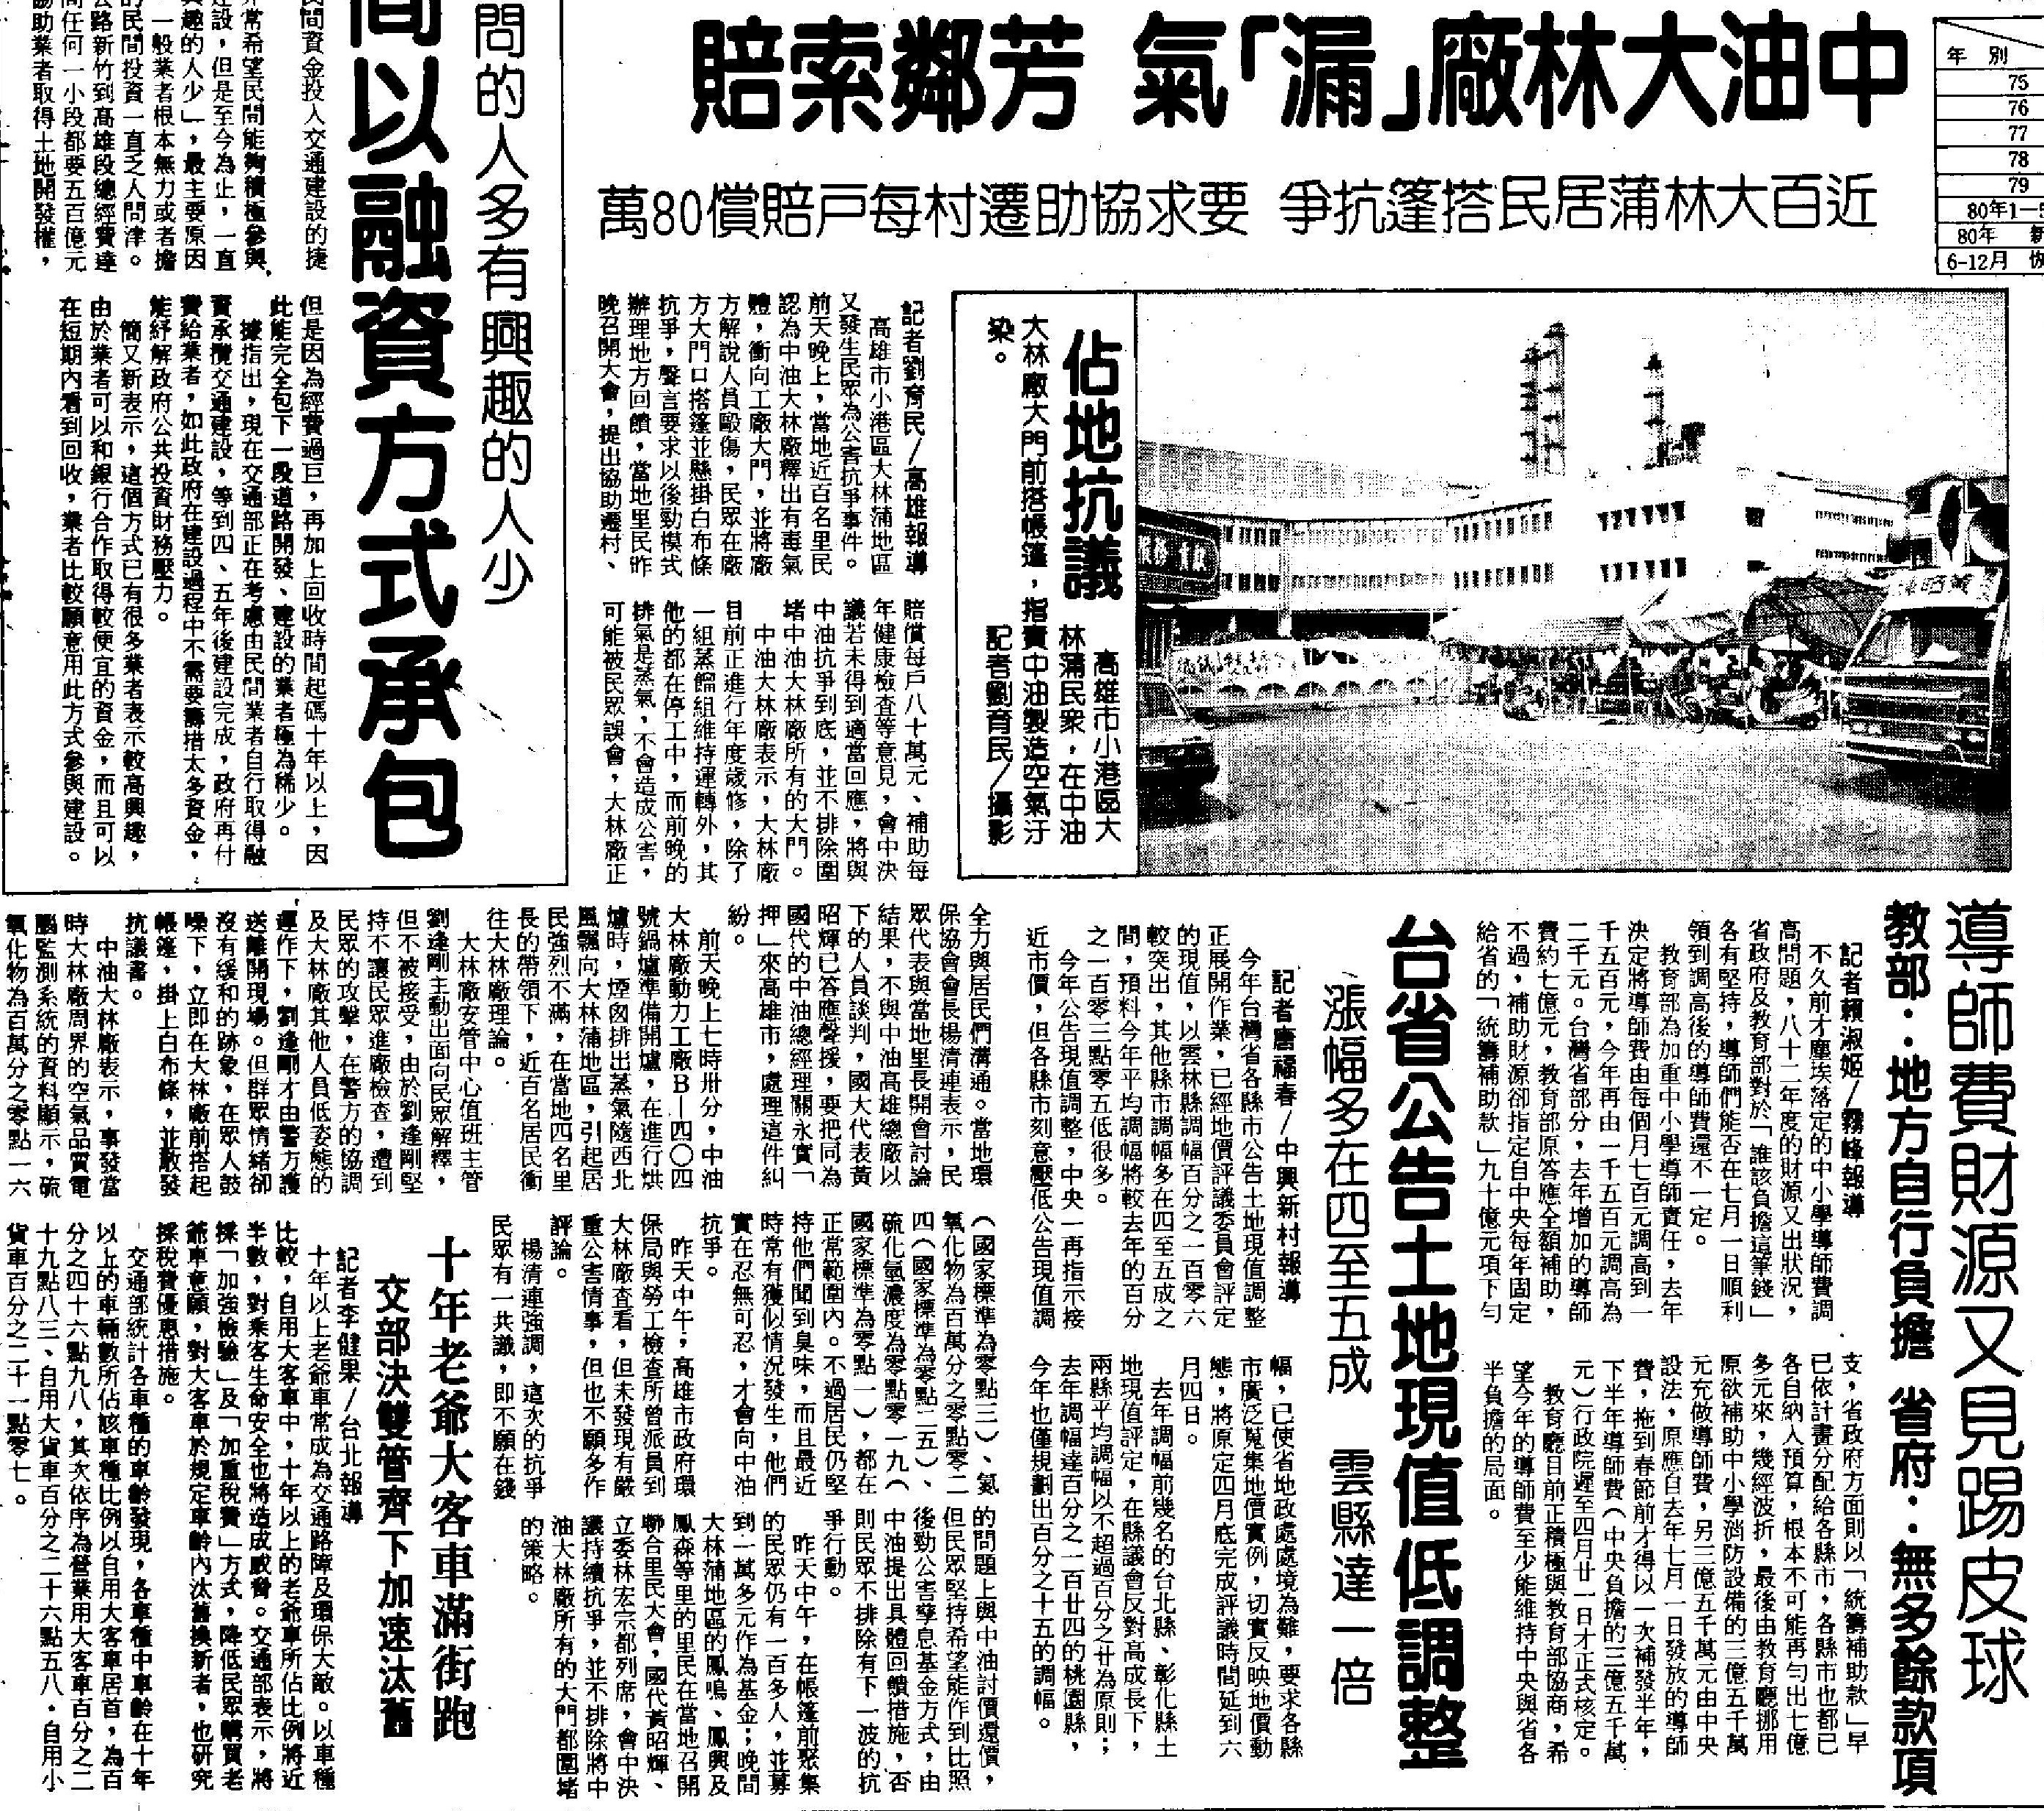 中油大林廠「漏」氣 芳鄰索賠
近百大林蒲居民搭篷抗爭 要求協助遷村每戶賠償80萬
年別
75
76
77
78
79
80年1－
80年
6-12月
佔地抗議
高雄市小港區大
林蒲民眾,在中油
大林廠大門前搭帳篷,指責中油製造空氣汙
染。
記者劉育民/攝影
記者劉育民/高雄報導
高雄市小港區大林蒲地區
又發生民眾為公害抗爭事件。
前天晚上,當地近百名里民
認為中油大林廠釋出有毒氣
體,衝向工廠大門,並將廠
方解說人員毆傷,民眾在廠
方大門口搭篷並懸掛白布條
抗爭,聲言要求以後勁模式
辦理地方回饋,當地里民昨
晚召開大會,提出協助遷村、
賠償每戶八十萬元、補助每
年健康檢查等意見,會中決
議若未得到適當回應,將與
中油抗爭到底,並不排除圍
堵中油大林廠所有的大門。
中油大林廠表示,大林廠
目前正進行年度歲修,除了
一組蒸餾組維持運轉外,其
他的都在停工中,而前晚的
排氣是蒸氣,不會造成公害,
可能被民眾誤會,大林廠正
全力與居民們溝通。當地環
保協會會長楊清連表示,民
眾代表與當地里長開會討論
結果,不與中油高雄總廠以
下的人員談判,國大代表黃
昭輝已答應聲援,要把同為
國代的中油總經理關永實「
押」來高雄市,處理這件糾
紛。
前天晚上七時卅分,中油
大林廠動力工廠B—四〇四
號鍋爐準備開爐,在進行烘
爐時,煙囪排出蒸氣隨西北
風飄向大林蒲地區,引起居
民強烈不滿,在當地四名里
長的帶領下,近百名居民衝
往大林廠理論。
大林廠安管中心值班主管
劉逢剛主動出面向民眾解釋,
但不被接受,由於劉逢剛堅
持不讓民眾進廠檢查,遭到
民眾的攻擊,在警方的協調
及大林廠其他人員低姿態的
運作下,劉逢剛才由警方護
送離開現場。但群眾情緒卻
沒有緩和的跡象,在眾人鼓
噪下,立即在大林廠前搭起
帳篷,掛上白布條,並散發
抗議書。
中油大林廠表示,事發當
時大林廠周界的空氣品質電
腦監測系統的資料顯示,硫
氧化物為百萬分之零點一六
(國家標準為零點三)、氮
氧化物為百萬分之零點零二
四(國家標準為零點二五)、
硫化氫濃度為零點零一九(
國家標準為零點一),都在
正常範圍內。不過居民仍堅
持他們聞到臭味,而且最近
時常有獲似情況發生,他們
實在忍無可忍,才會向中油
抗爭。
昨天中午,高雄市政府環
保局與勞工檢查所曾派員到
大林廠查看,但未發現有嚴
重公害情事,但也不願多作
評論。
楊清連強調,這次的抗爭
民眾有一共識,即不願在錢
的問題上與中油討價還價,
但民眾堅持希望能作到比照
後勁公害孳息基金方式,由
中油提出具體回饋措施,否
則民眾不排除有下一波的抗
爭行動。
昨天中午,在帳篷前聚集
的民眾仍有一百多人,並募
到一萬多元作為基金;晚間
大林蒲地區的鳳鳴、鳳興及
鳳森等里的里民在當地召開
聯合里民大會,國代黃昭輝、
立委林宏宗都列席,會中決
議持續抗爭,並不排除將中
油大林廠所有的大門都圍堵
的策略。
問的人多有興趣的人少
間以融資方式承包
民間資金投入交通建設的捷
常希望民間能夠積極參與
建設,但是至今為止,一直
趣的人少」,最主要原因
一般業者根本無力或者擔
的民間投資一直乏人問津。
公路新竹到高雄段總經費達
任何一小段都要五百億元
協助業者取得土地開發權,
但是因為經費過巨,再加上回收時間起碼十年以上,因
此能完全包下一段道路開發、建設的業者極為稀少。
據指出,現在交通部正在考慮由民間業者自行取得融
資承攬交通建設,等到四、五年後建設完成,政府再付
費給業者,如此政府在建設過程中不需要籌措太多資金,
能紓解政府公共投資財務壓力。
簡又新表示,這個方式已有很多業者表示較高興趣,
由於業者可以和銀行合作取得較便宜的資金,而且可以
在短期內看到回收,業者比較願意用此方式參與建設。
導師費財源又見踢皮球
教部:地方自行負擔 省府:無多餘款項
記者賴淑姬/霧峰報導
不久前才塵埃落定的中小學導師費調
高問題,八十二年度的財源又出狀況,
省政府及教育部對於「誰該負擔這筆錢」
各有堅持,導師們能否在七月一日順利
領到調高後的導師費還不一定。
教育部為加重中小學導師責任,去年
決定將導師費由每個月七百元調高到一
千五百元,今年再由一千五百元調高為
二千元。台灣省部分,去年增加的導師
費約七億元,教育部原答應全額補助,
不過,補助財源卻指定自中央每年固定
給省的「統籌補助款」九十億元項下勻
支,省政府方面則以「統籌補助款」早
已依計畫分配給各縣市,各縣市也都已
各自納入預算,根本不可能再勻出七億
多元來,幾經波折,最後由教育廳挪用
原欲補助中小學消防設備的三億五千萬
元充做導師費,另三億五千萬元由中央
設法,原應自去年七月一日發放的導師
費,拖到春節前才得以一次補發半年,
下半年導師費(中央負擔的三億五千萬
元)行政院遲至四月廿一日才正式核定。
教育廳目前正積極與教育部協商,希
望今年的導師費至少能維持中央與省各
半負擔的局面。
台省公告土地現值低調整
漲幅多在四至五成 雲縣達一倍
記者唐福春/中興新村報導
今年台灣省各縣市公告土地現值調整
正展開作業,已經地價評議委員會評定
的現值,以雲林縣調幅百分之一百零六
較突出,其他縣市調幅多在四至五成之
間,預料今年平均調幅將較去年的百分
之一百零三點零五低很多。
今年公告現值調整,中央一再指示接
近市價,但各縣市刻意壓低公告現值調
幅,已使省地政處處境為難,要求各縣
市廣泛蒐集地價實例,切實反映地價動
態,將原定四月底完成評議時間延到六
月四日。
去年調幅前幾名的台北縣、彰化縣土
地現值評定,在縣議會反對高成長下,
兩縣平均調幅以不超過百分之廿為原則;
去年調幅達百分之一百廿四的桃園縣,
今年也僅規劃出百分之十五的調幅。
十年老爺大客車滿街跑
交部決雙管齊下加速汰舊
記者李健果/台北報導
十年以上老爺車常成為交通路障及環保大敵。以車種
比較,自用大客車中,十年以上的老爺車所佔比例將近
半數,對乘客生命安全也將造成威脅。交通部表示,將
採「加強檢驗」及「加重稅費」方式,降低民眾購買老
爺車意願,對大客車於規定車齡內汰舊換新者,也研究
採稅費優惠措施。
交通部統計各車種的車齡發現,各車種中車齡在十年
以上的車輛數所佔該車種比例以自用大客車居首,為百
分之四十六點九八,其次依序為營業用大客車百分之二
十九點八三、自用大貨車百分之二十六點五八,自用小
貨車百分之二十一點零七。